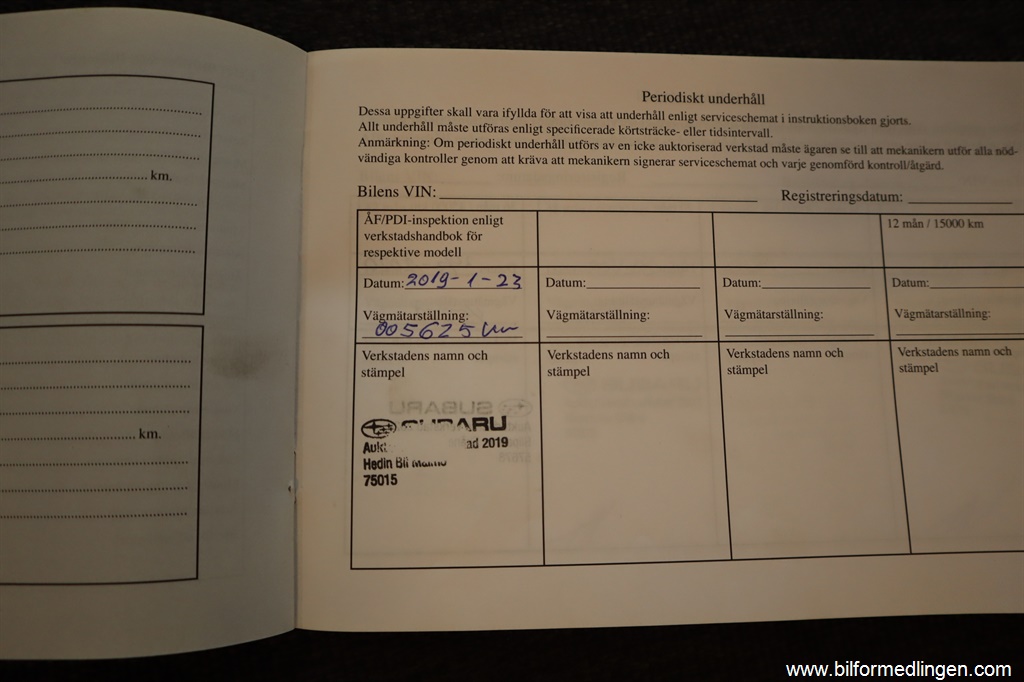 km.
km.
Periodiskt underhåll
Dessa uppgifter skall vara ifyllda för att visa att underhåll enligt serviceschemat i instruktionsboken gjorts.
Allt underhåll måste utföras enligt specificerade körtsträcke- eller tidsintervall.
Anmärkning: Om periodiskt underhåll utförs av en icke auktoriserad verkstad måste ägaren se till att mekanikern utför alla nöd-
vändiga kontroller genom att kräva att mekanikern signerar serviceschemat och varje genomförd kontroll/åtgärd.
Bilens VIN: Registreringsdatum:
ÅF/PDI-inspektion enligt
verkstadshandbok för
respektive modell
12 mån / 15000 km
Datum: 2019-1-23
Datum:
Datum:
Datum:
Vägmätarställning:
005625
Vägmätarställning:
Vägmätarställning:
Vägmätarställning:
Verkstadens namn och
stämpel
Verkstadens namn och
stämpel
Verkstadens namn och
stämpel
Verkstadens namn och
stämpel
SUBARU
2019
Hedin Bil
75015
www.bilformedlingen.com